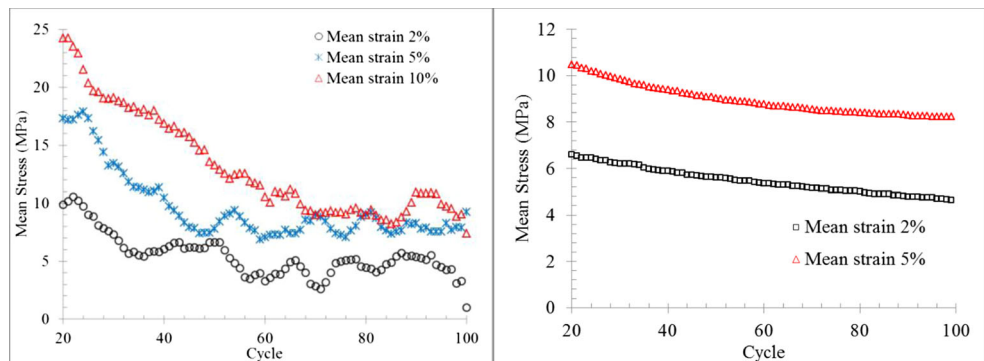 25
20
15
10
5
0
Mean Stress (MPa)
Mean strain 2%
Mean strain 5%
Mean strain 10%
20 40 60 80 100
Cycle
12
10
8
6
4
2
0
Mean Stress (MPa)
Mean strain 2%
Mean strain 5%
20 40 60 80 100
Cycle